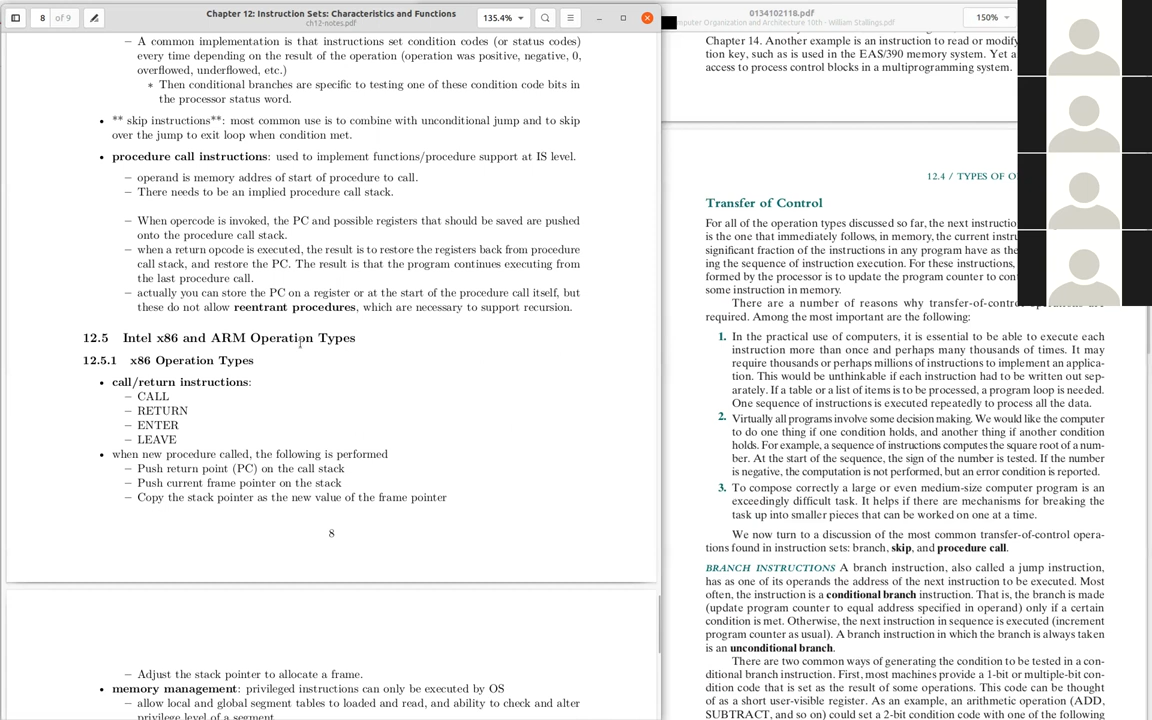 8 of 9
Chapter 12: Instruction Sets: Characteristics and Functions
ch12-notes.pdf
135.4%
– A common implementation is that instructions set condition codes (or status codes)
every time depending on the result of the operation (operation was positive, negative, 0,
overflowed, underflowed, etc.)
∗ Then conditional branches are specific to testing one of these condition code bits in
the processor status word.
• ** skip instructions**: most common use is to combine with unconditional jump and to skip
over the jump to exit loop when condition met.
• procedure call instructions: used to implement functions/procedure support at IS level.
– operand is memory addres of start of procedure to call.
– There needs to be an implied procedure call stack.
– When opcode is invoked, the PC and possible registers that should be saved are pushed
onto the procedure call stack.
– when a return opcode is executed, the result is to restore the registers back from procedure
call stack, and restore the PC. The result is that the program continues executing from
the last procedure call.
– actually you can store the PC on a register or at the start of the procedure call itself, but
these do not allow reentrant procedures, which are necessary to support recursion.
12.5 Intel x86 and ARM Operation Types
12.5.1 x86 Operation Types
• call/return instructions:
– CALL
– RETURN
– ENTER
– LEAVE
• when new procedure called, the following is performed
– Push return point (PC) on the call stack
– Push current frame pointer on the stack
– Copy the stack pointer as the new value of the frame pointer
8
– Adjust the stack pointer to allocate a frame.
• memory management: privileged instructions can only be executed by OS
– allow local and global segment tables to loaded and read, and ability to check and alter
privilege level of a segment.
0134102118.pdf
mputer Organization and Architecture 10th - William Stallings.pdf
150%
Chapter 14. Another example is an instruction to read or modify
tion key, such as is used in the EAS/390 memory system. Yet a
access to process control blocks in a multiprogramming system.
12.4 / TYPES OF O
Transfer of Control
For all of the operation types discussed so far, the next instructio
is the one that immediately follows, in memory, the current instru
significant fraction of the instructions in any program have as the
ing the sequence of instruction execution. For these instructions,
formed by the processor is to update the program counter to con
some instruction in memory.
There are a number of reasons why transfer-of-control operations are
required. Among the most important are the following:
1. In the practical use of computers, it is essential to be able to execute each
instruction more than once and perhaps many thousands of times. It may
require thousands or perhaps millions of instructions to implement an applica-
tion. This would be unthinkable if each instruction had to be written out sep-
arately. If a table or a list of items is to be processed, a program loop is needed.
One sequence of instructions is executed repeatedly to process all the data.
2. Virtually all programs involve some decision making. We would like the computer
to do one thing if one condition holds, and another thing if another condition
holds. For example, a sequence of instructions computes the square root of a num-
ber. At the start of the sequence, the sign of the number is tested. If the number
is negative, the computation is not performed, but an error condition is reported.
3. To compose correctly a large or even medium-size computer program is an
exceedingly difficult task. It helps if there are mechanisms for breaking the
task up into smaller pieces that can be worked on one at a time.
We now turn to a discussion of the most common transfer-of-control opera-
tions found in instruction sets: branch, skip, and procedure call.
BRANCH INSTRUCTIONS A branch instruction, also called a jump instruction,
has as one of its operands the address of the next instruction to be executed. Most
often, the instruction is a conditional branch instruction. That is, the branch is made
(update program counter to equal address specified in operand) only if a certain
condition is met. Otherwise, the next instruction in sequence is executed (increment
program counter as usual). A branch instruction in which the branch is always taken
is an unconditional branch.
There are two common ways of generating the condition to be tested in a con-
ditional branch instruction. First, most machines provide a 1-bit or multiple-bit con-
dition code that is set as the result of some operations. This code can be thought
of as a short user-visible register. As an example, an arithmetic operation (ADD,
SUBTRACT, and so on) could set a 2-bit condition code with one of the following